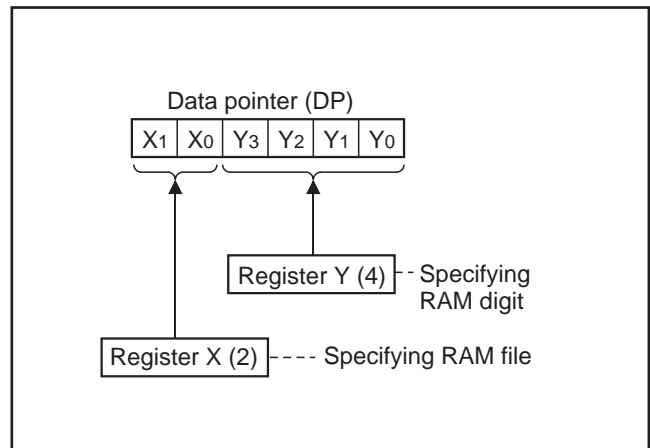 Data pointer (DP)
X1 X0 Y3 Y2 Y1 Y0
Register Y (4)
Specifying
RAM digit
Register X (2)
Specifying RAM file